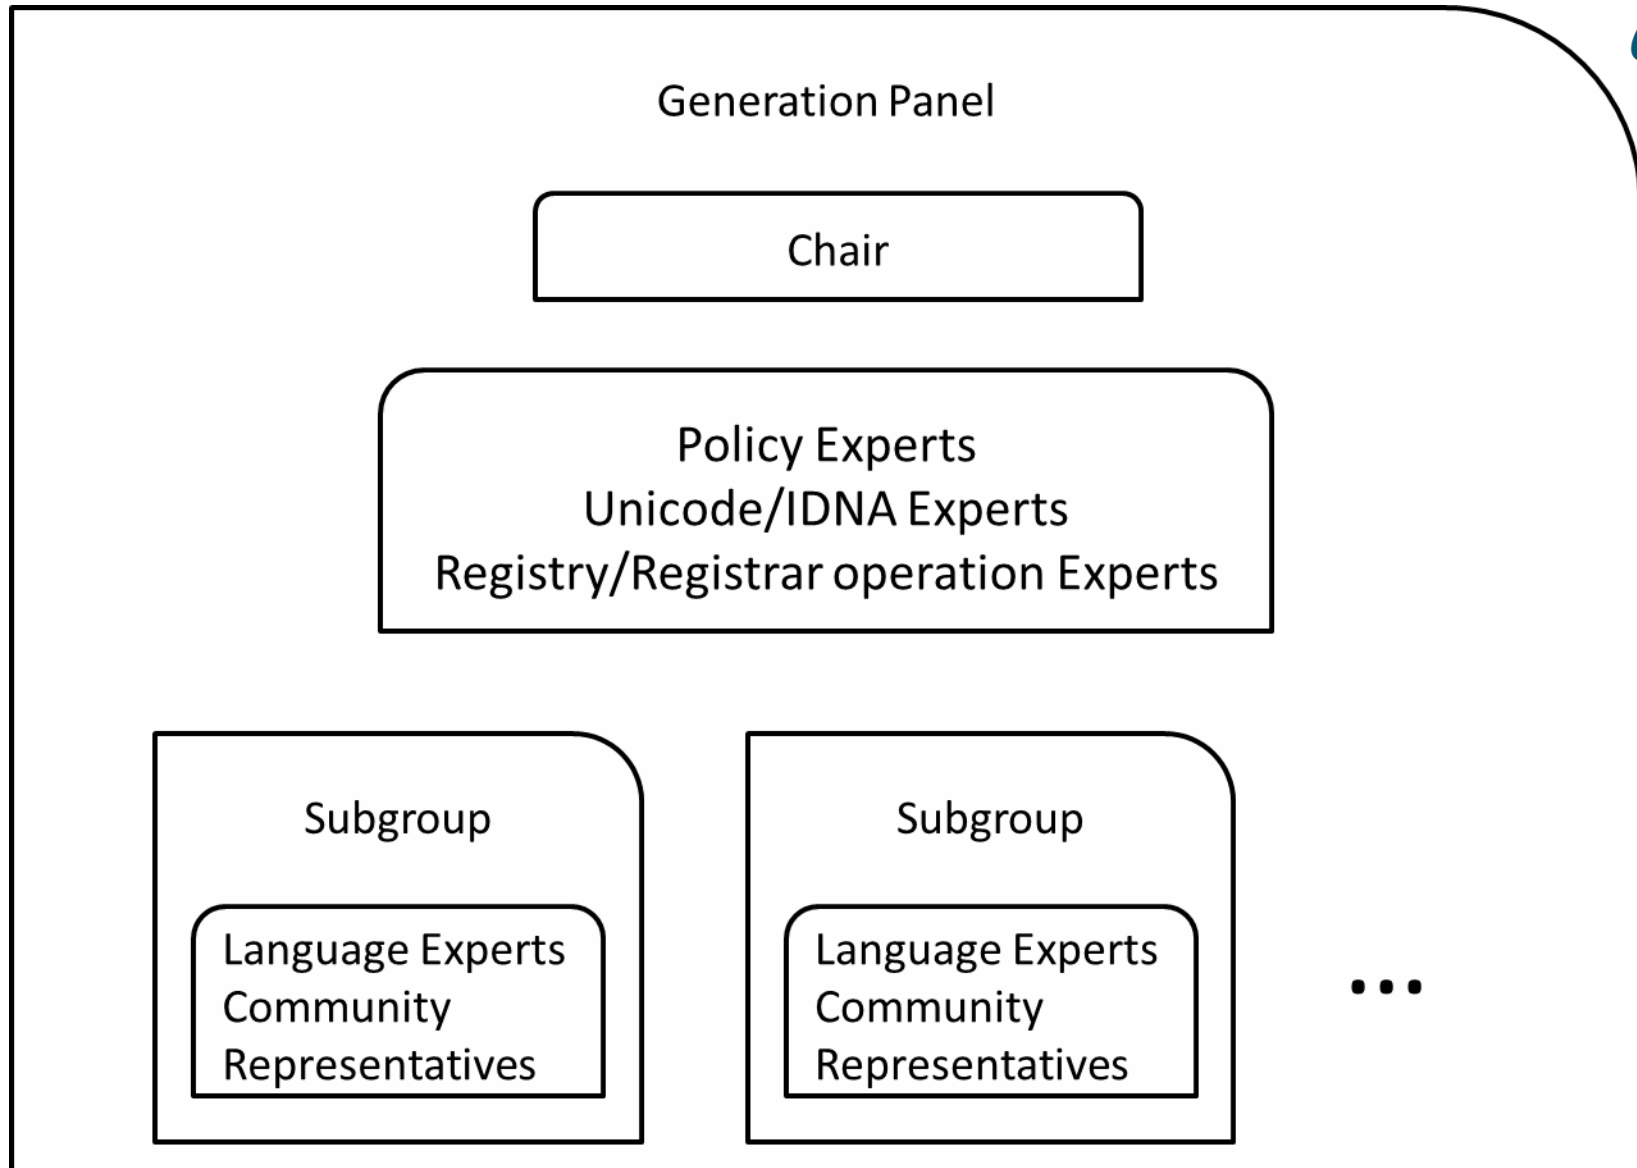 Generation Panel
Chair
Policy Experts
Unicode/IDNA Experts
Registry/Registrar operation Experts
Subgroup
Language Experts
Community
Representatives
Subgroup
Language Experts
Community
Representatives
...